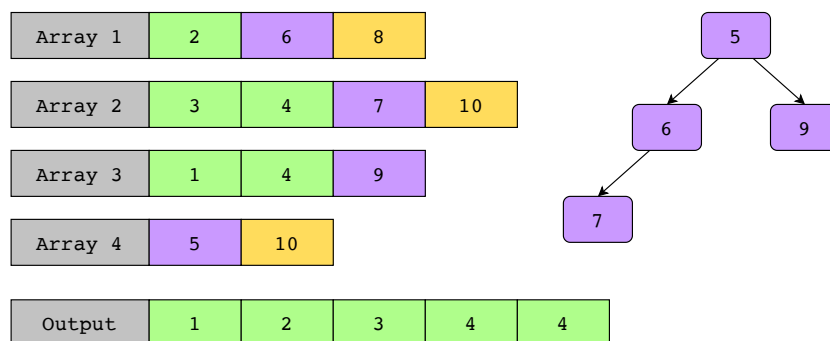 Array 1 2 6 8
Array 2 3 4 7 10
Array 3 1 4 9
Array 4 5 10
Output 1 2 3 4 4
5
6 9
7